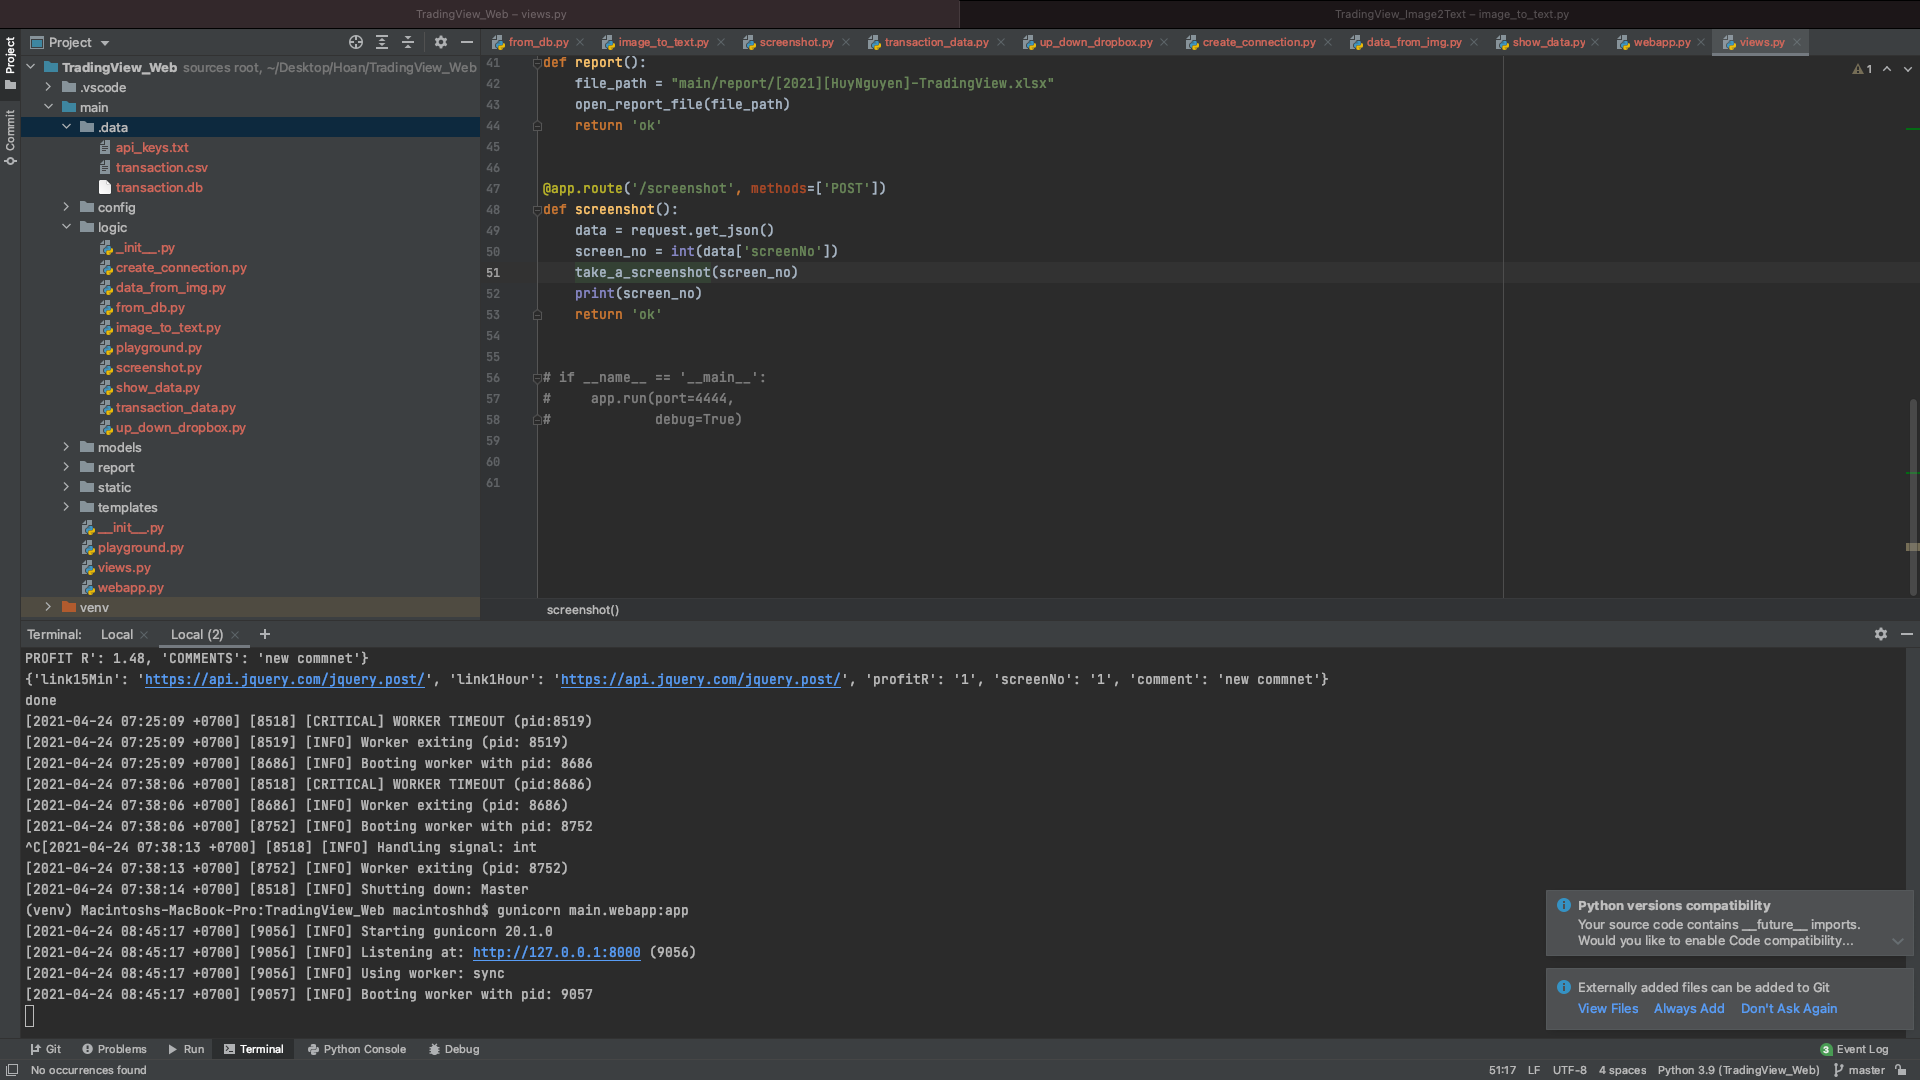 TradingView_Web – views.py
TradingView_Image2Text – image_to_text.py
Project
from_db.py
image_to_text.py
screenshot.py
transaction_data.py
up_down_dropbox.py
create_connection.py
data_from_img.py
show_data.py
webapp.py
views.py
Project
Commit
TradingView_Web sources root, ~/Desktop/Hoan/TradingView_Web
.vscode
main
.data
api_keys.txt
transaction.csv
transaction.db
config
logic
_init__.py
create_connection.py
data_from_img.py
from_db.py
image_to_text.py
playground.py
screenshot.py
show_data.py
transaction_data.py
up_down_dropbox.py
models
report
static
templates
__init__.py
playground.py
views.py
webapp.py
venv
1
41 def report():
42 file_path = "main/report/[2021][HuyNguyen]-TradingView.xlsx"
43 open_report_file(file_path)
44 return 'ok'
45
46
47 @app.route('/screenshot', methods=['POST'])
48 def screenshot():
49 data = request.get_json()
50 screen_no = int(data['screenNo'])
51 take_a_screenshot(screen_no)
52 print(screen_no)
53 return 'ok'
54
55
56 # if __name__ == '__main__':
57 # app.run(port=4444,
58 # debug=True)
59
60
61
screenshot()
Terminal: Local Local (2) +
PROFIT R': 1.48, 'COMMENTS': 'new commnet'}
{'link15Min': 'https://api.jquery.com/jquery.post/', 'link1Hour': 'https://api.jquery.com/jquery.post/', 'profitR': '1', 'screenNo': '1', 'comment': 'new commnet'}
done
[2021-04-24 07:25:09 +0700] [8518] [CRITICAL] WORKER TIMEOUT (pid:8519)
[2021-04-24 07:25:09 +0700] [8519] [INFO] Worker exiting (pid: 8519)
[2021-04-24 07:25:09 +0700] [8686] [INFO] Booting worker with pid: 8686
[2021-04-24 07:38:06 +0700] [8518] [CRITICAL] WORKER TIMEOUT (pid:8686)
[2021-04-24 07:38:06 +0700] [8686] [INFO] Worker exiting (pid: 8686)
[2021-04-24 07:38:06 +0700] [8752] [INFO] Booting worker with pid: 8752
^C[2021-04-24 07:38:13 +0700] [8518] [INFO] Handling signal: int
[2021-04-24 07:38:13 +0700] [8752] [INFO] Worker exiting (pid: 8752)
[2021-04-24 07:38:14 +0700] [8518] [INFO] Shutting down: Master
(venv) Macintoshs-MacBook-Pro:TradingView_Web macintoshhd$ gunicorn main.webapp:app
[2021-04-24 08:45:17 +0700] [9056] [INFO] Starting gunicorn 20.1.0
[2021-04-24 08:45:17 +0700] [9056] [INFO] Listening at: http://127.0.0.1:8000 (9056)
[2021-04-24 08:45:17 +0700] [9056] [INFO] Using worker: sync
[2021-04-24 08:45:17 +0700] [9057] [INFO] Booting worker with pid: 9057
Python versions compatibility
Your source code contains __future__ imports.
Would you like to enable Code compatibility...
Externally added files can be added to Git
View Files Always Add Don't Ask Again
Git Problems Run Terminal Python Console Debug
3 Event Log
No occurrences found
51:17 LF UTF-8 4 spaces Python 3.9 (TradingView_Web) master